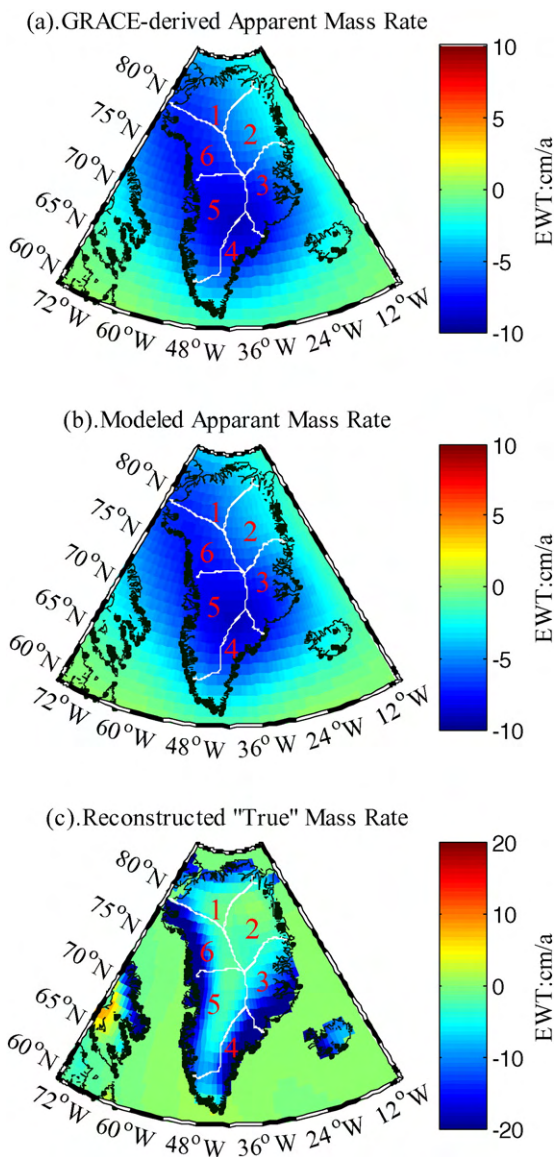 (a).GRACE-derived Apparent Mass Rate
80°N
75°N
70°N
65°N
60°N
72°W
60°W
48°W
36°W
24°W
12°W
1
2
3
4
5
6
10
5
0
-5
-10
EWT:cm/a
(b).Modeled Apparant Mass Rate
80°N
75°N
70°N
65°N
60°N
72°W
60°W
48°W
36°W
24°W
12°W
1
2
3
4
5
6
10
5
0
-5
-10
EWT:cm/a
(c).Reconstructed "True" Mass Rate
80°N
75°N
70°N
65°N
60°N
72°W
60°W
48°W
36°W
24°W
12°W
1
2
3
4
5
6
20
10
0
-10
-20
EWT:cm/a